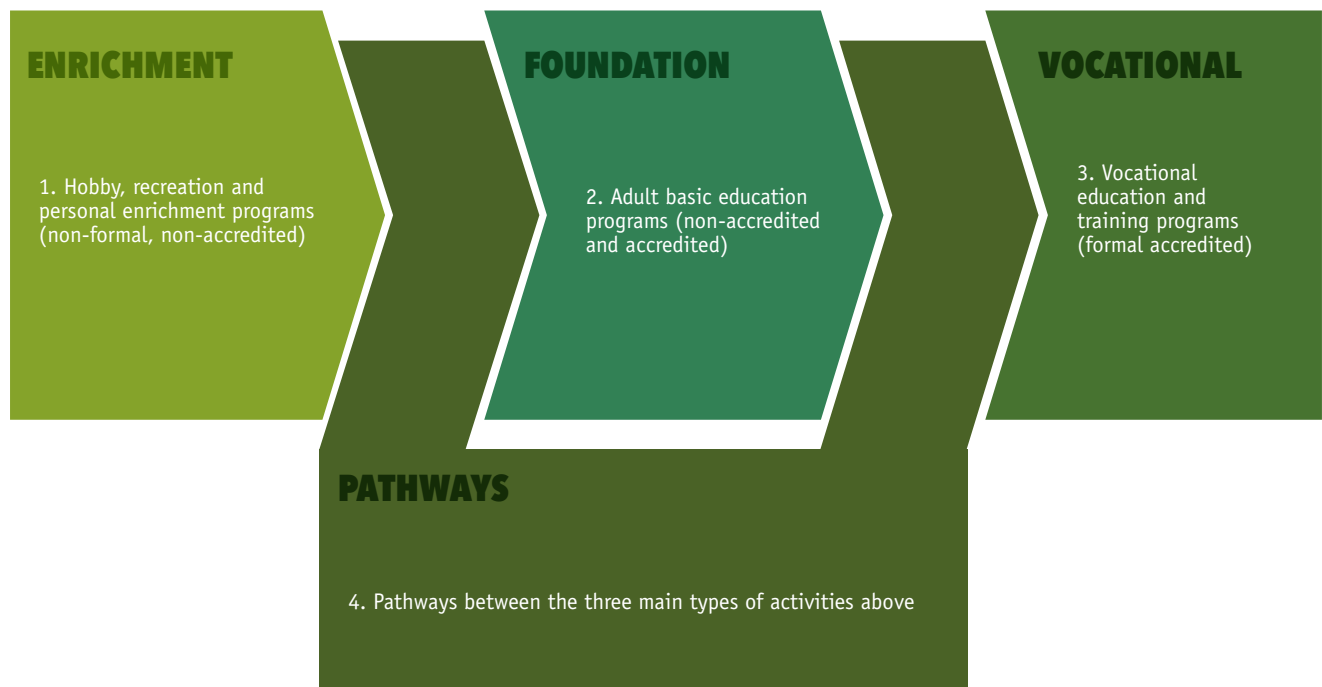 ENRICHMENT
1. Hobby, recreation and
personal enrichment programs
(non-formal, non-accredited)
FOUNDATION
2. Adult basic education
programs (non-accredited
and accredited)
VOCATIONAL
3. Vocational
education and
training programs
(formal accredited)
PATHWAYS
4. Pathways between the three main types of activities above